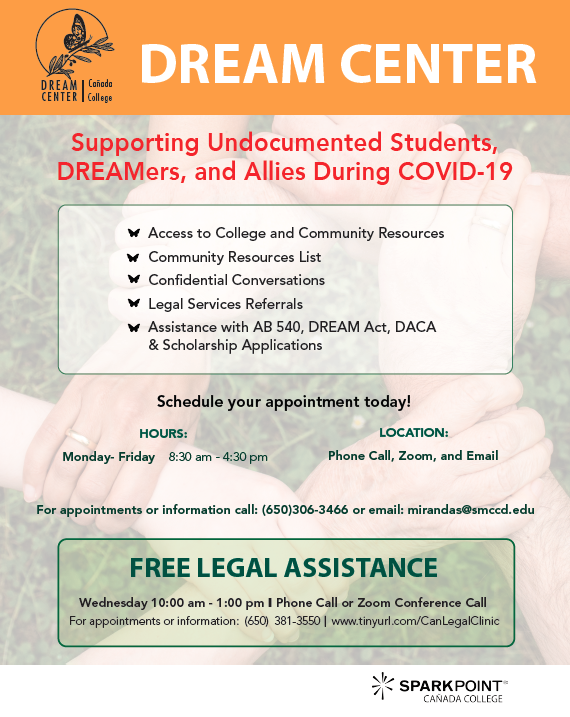 DREAM CENTER
DREAM CENTER | Cañada College
Supporting Undocumented Students,
DREAMers, and Allies During COVID-19
Access to College and Community Resources
Community Resources List
Confidential Conversations
Legal Services Referrals
Assistance with AB 540, DREAM Act, DACA
& Scholarship Applications
Schedule your appointment today!
HOURS:
Monday- Friday 8:30 am - 4:30 pm
LOCATION:
Phone Call, Zoom, and Email
For appointments or information call: (650)306-3466 or email: mirandas@smccd.edu
FREE LEGAL ASSISTANCE
Wednesday 10:00 am - 1:00 pm I Phone Call or Zoom Conference Call
For appointments or information: (650) 381-3550 | www.tinyurl.com/CanLegalClinic
SPARKPOINT
CAÑADA COLLEGE